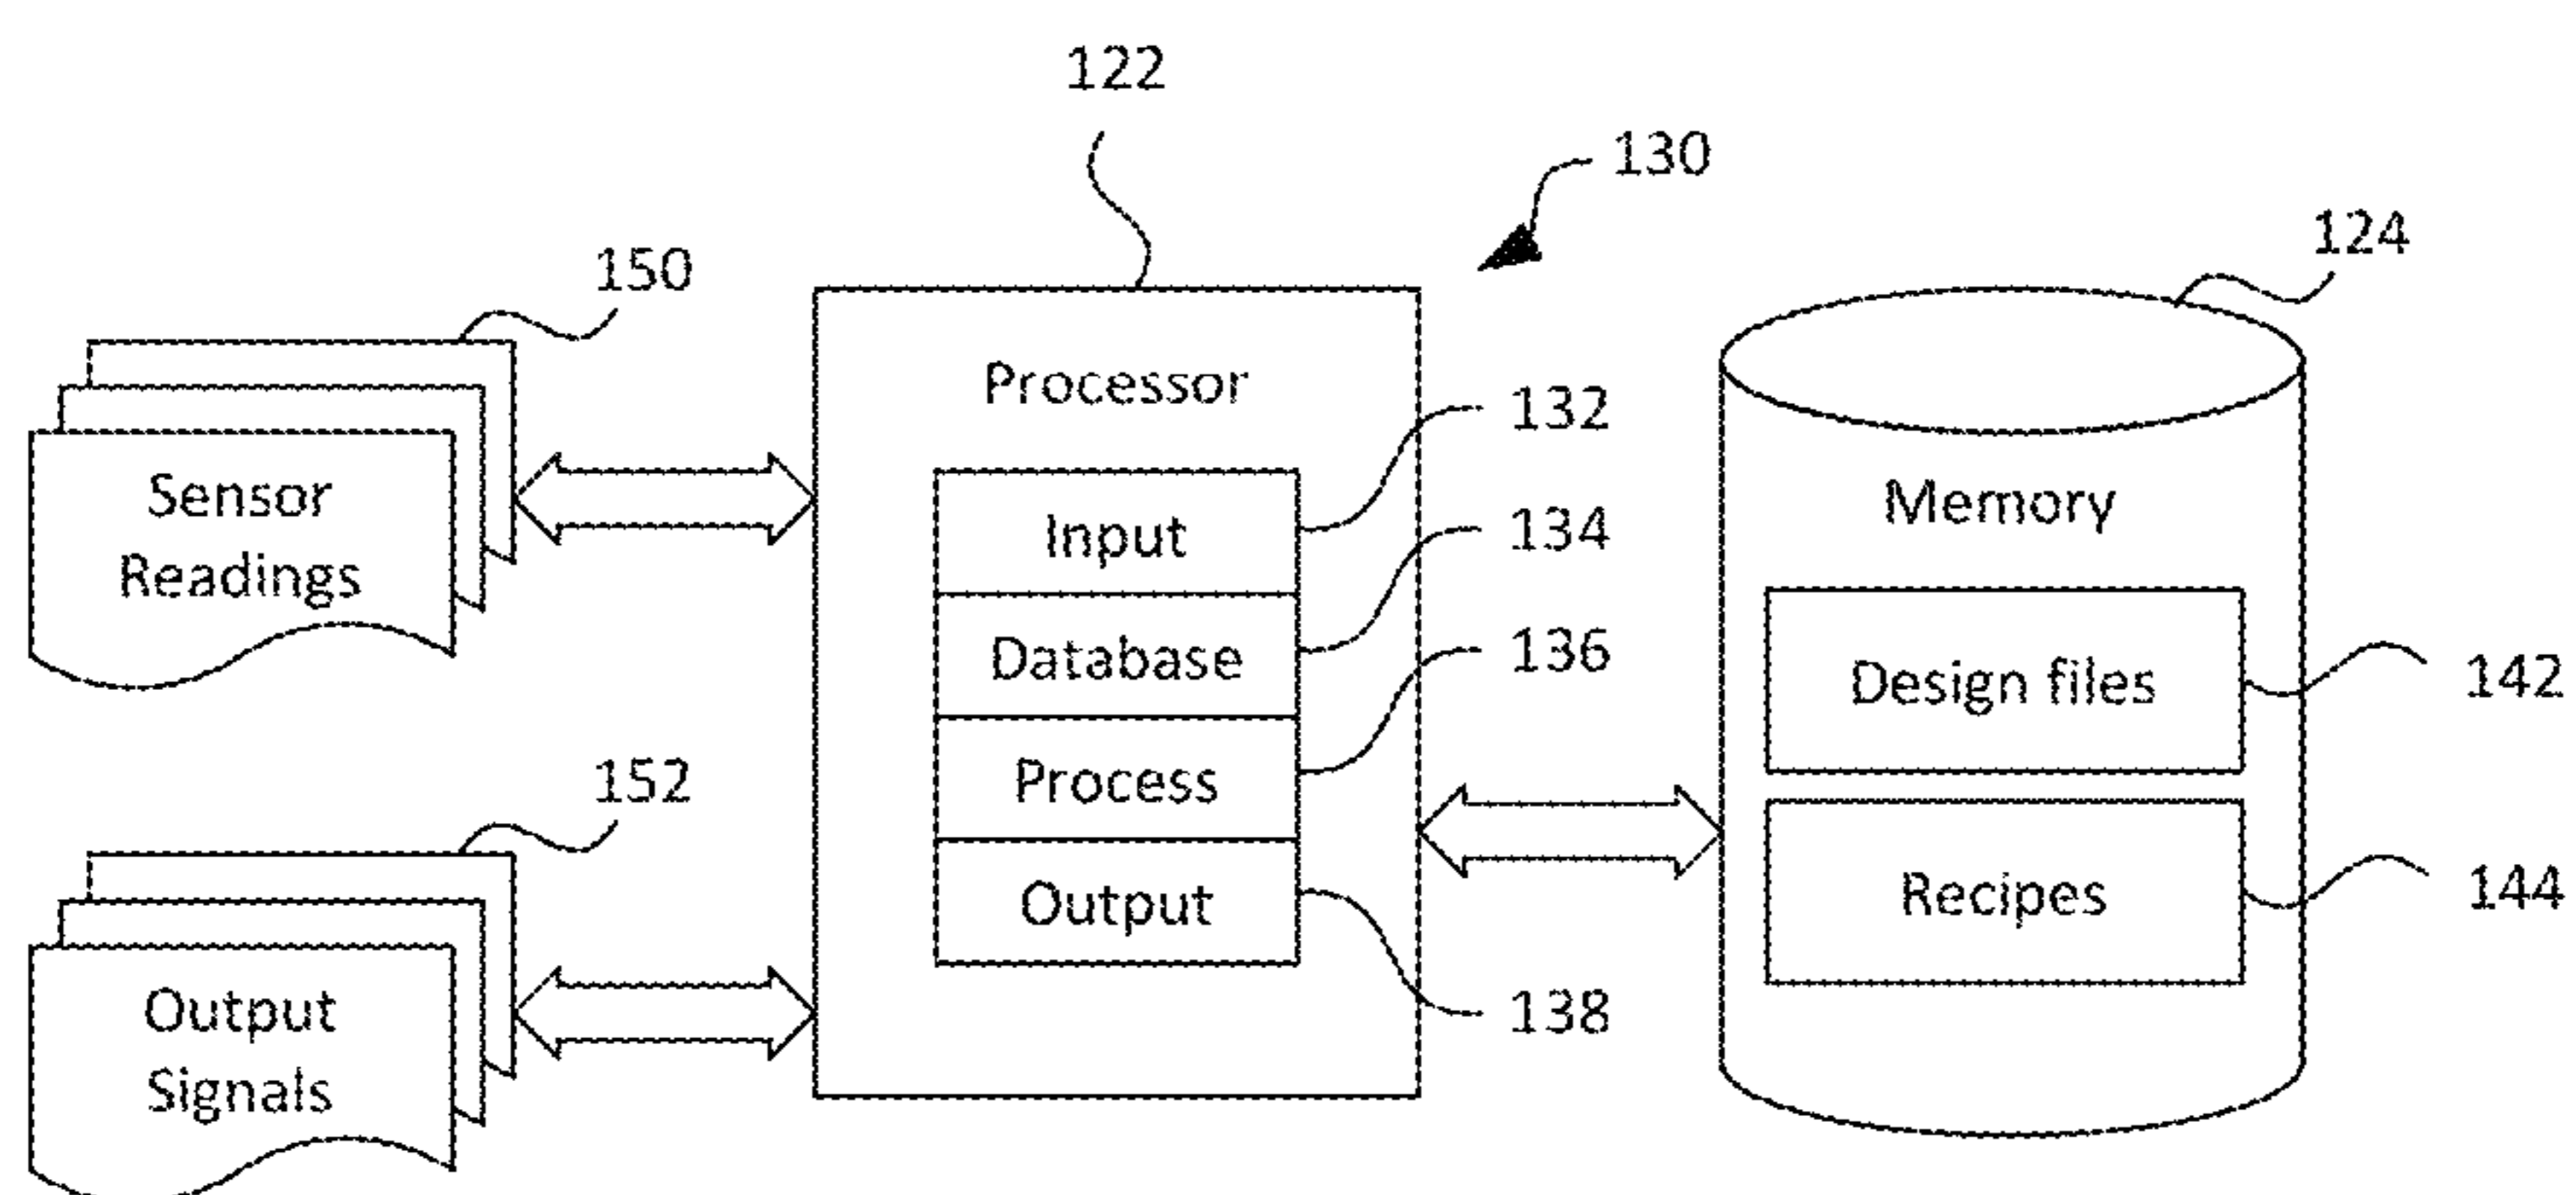 122
130
124
150
Processor
132
Sensor
Readings
Input
134
Memory
Database
136
Design files
142
Process
152
Recipes
144
Output
138
Output
Signals